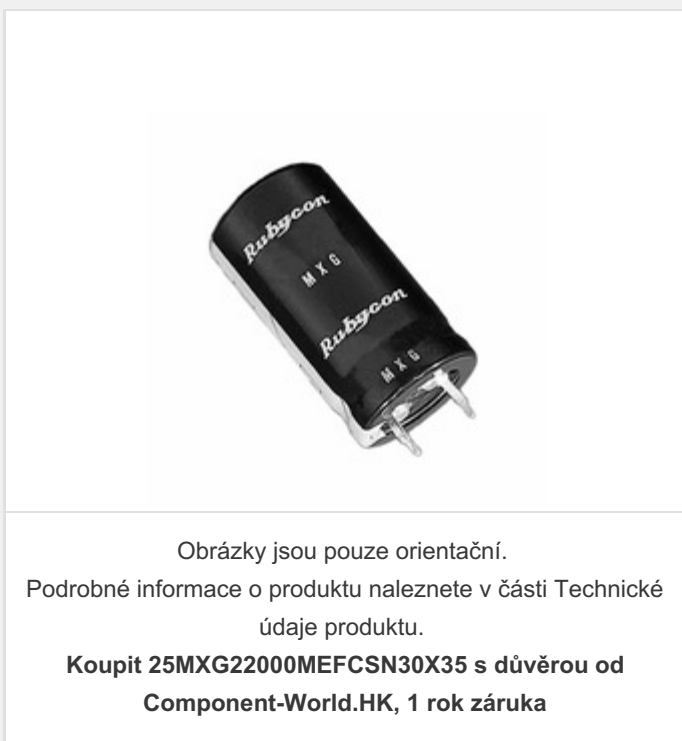 Rubycon
MXG
Rubycon
MXG
Obrázky jsou pouze orientační.
Podrobné informace o produktu naleznete v části Technické
údaje produktu.
Koupit 25MXG22000MEFCSN30X35 s důvěrou od
Component-World.HK, 1 rok záruka